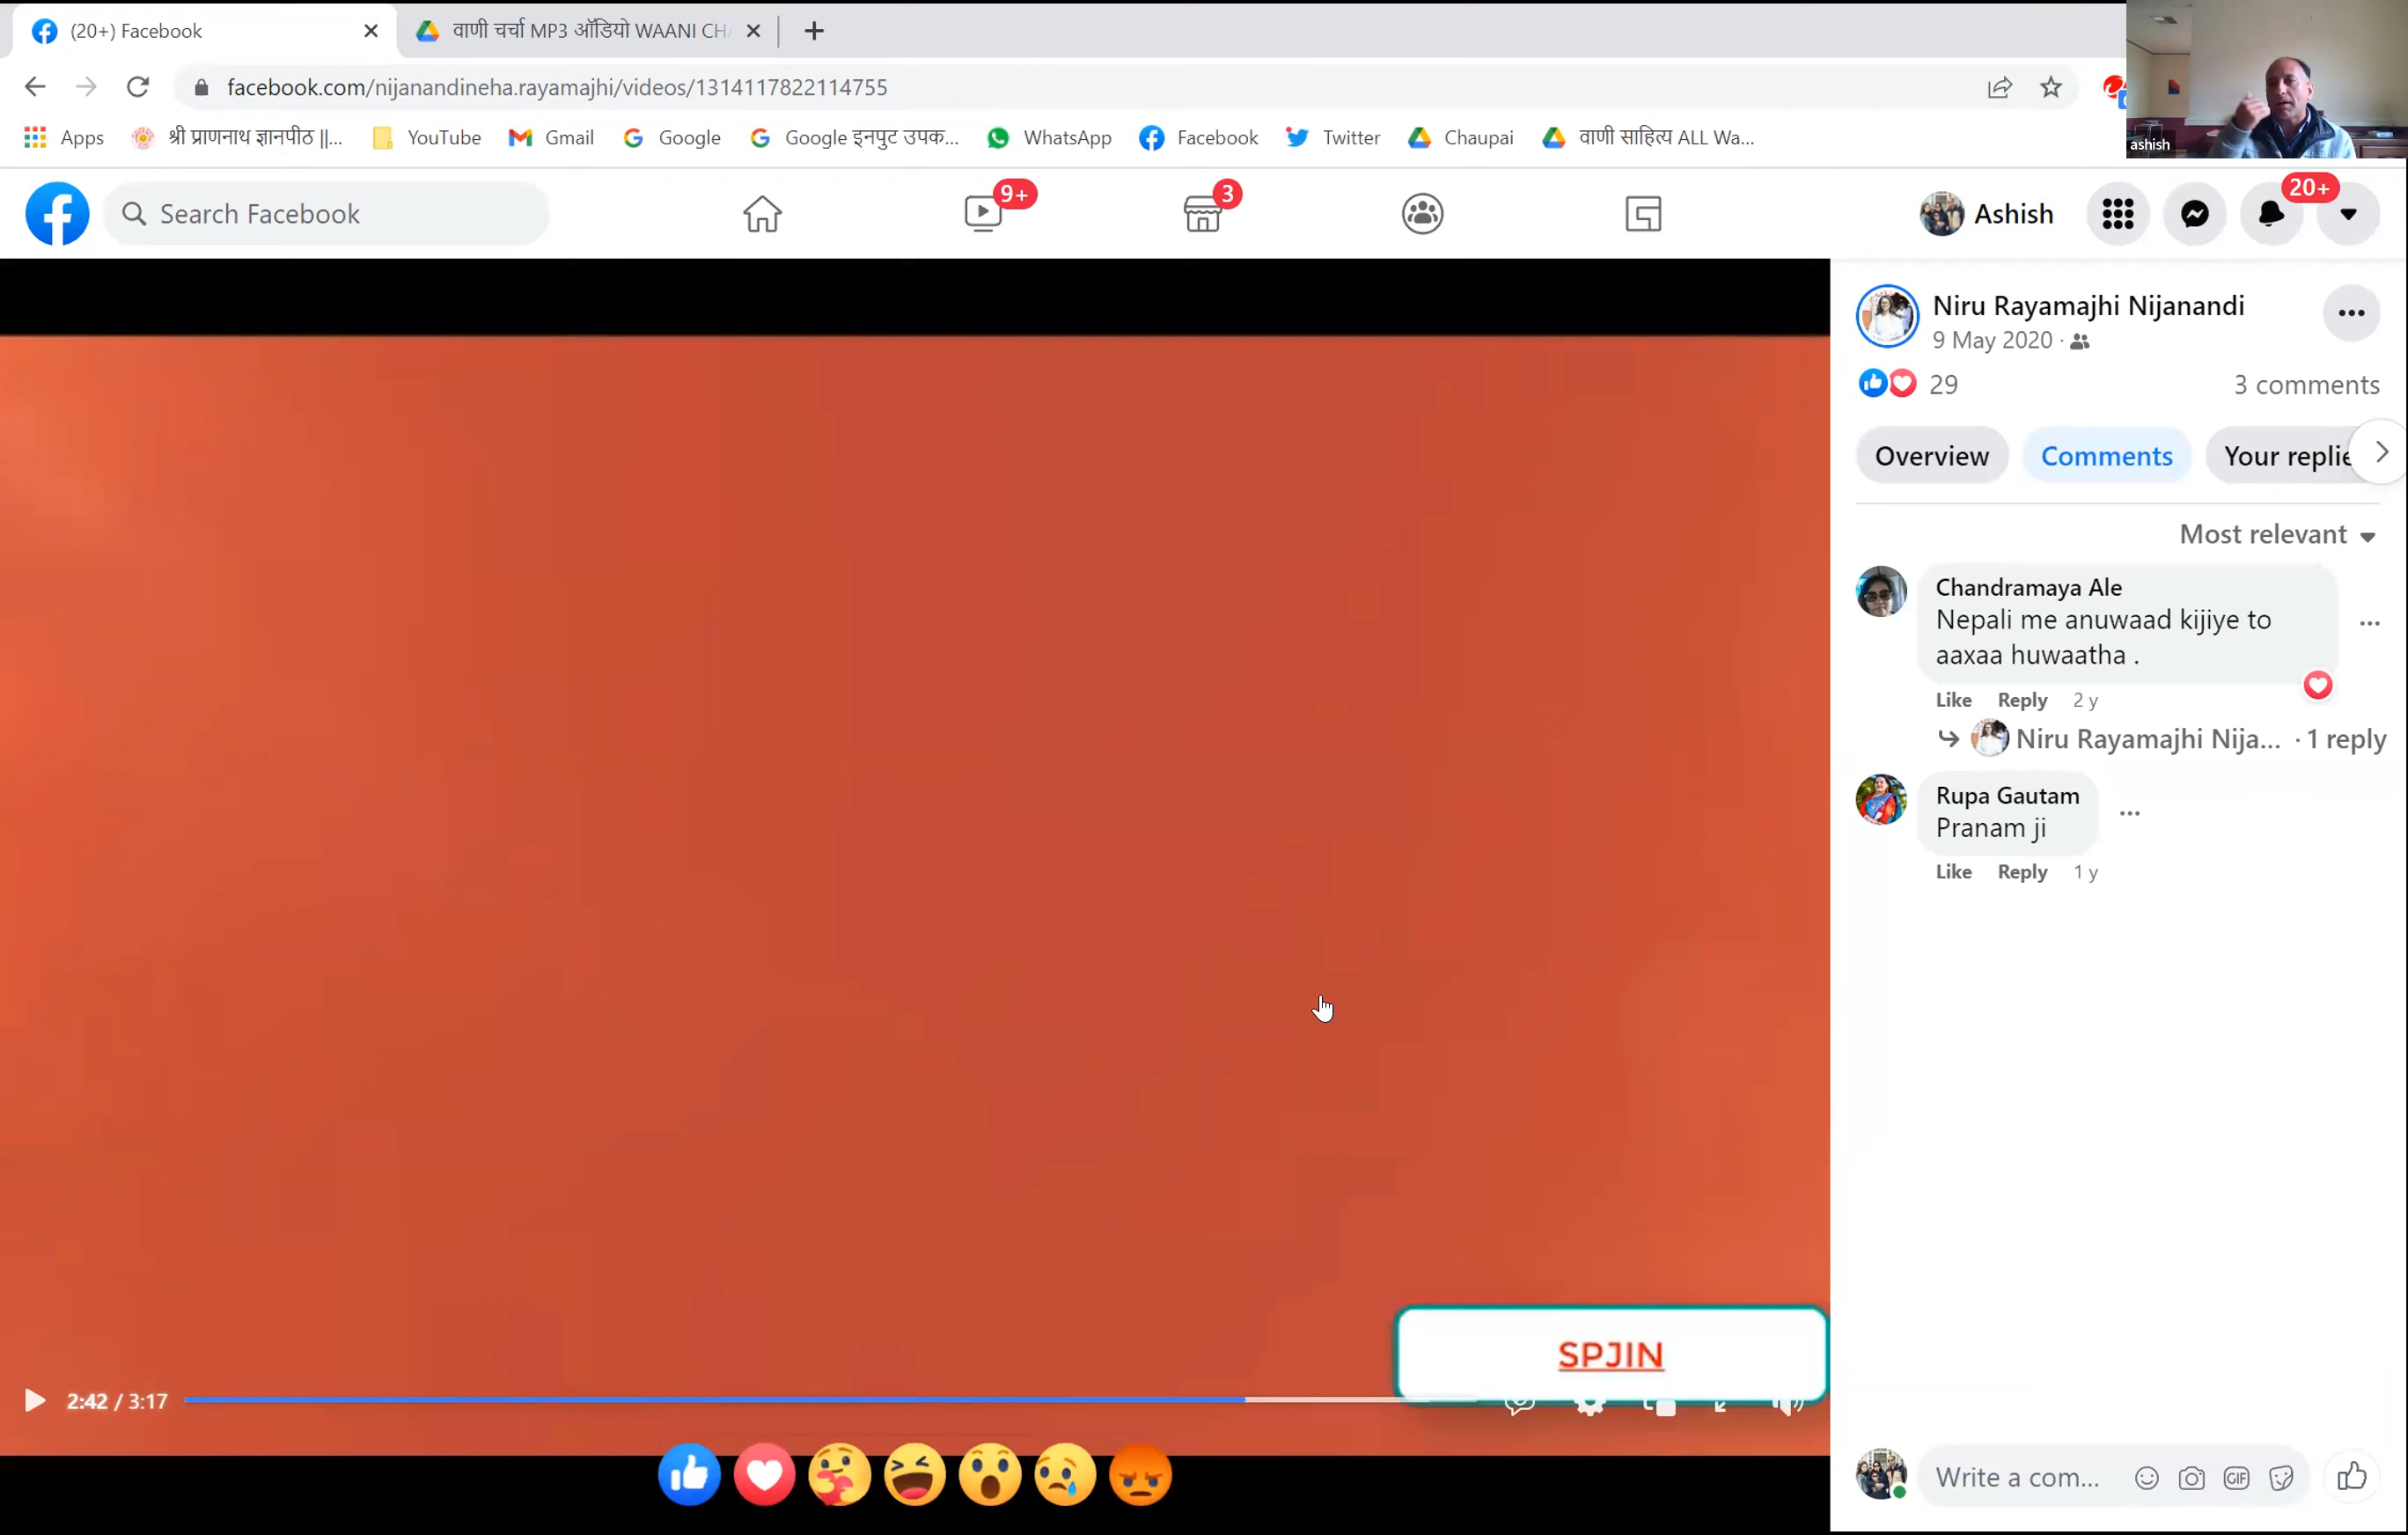 (20+) Facebook
वाणी चर्चा MP3 ऑडियो WAANI CH
facebook.com/nijanandineha.rayamajhi/videos/1314117822114755
ashish
Apps
श्री प्राणनाथ ज्ञानपीठ ||...
YouTube
Gmail
Google
Google इनपुट उपक...
WhatsApp
Facebook
Twitter
Chaupai
वाणी साहित्य ALL Wa...
Search Facebook
9+
3
Ashish
20+
Niru Rayamajhi Nijanandi
9 May 2020 ·
29
3 comments
Overview
Comments
Your replie
Most relevant
Chandramaya Ale
Nepali me anuwaad kijiye to
aaxaa huwaatha .
Like Reply 2 y
Niru Rayamajhi Nija... · 1 reply
Rupa Gautam
Pranam ji
Like Reply 1 y
SPJIN
2:42 / 3:17
Write a com...
GIF